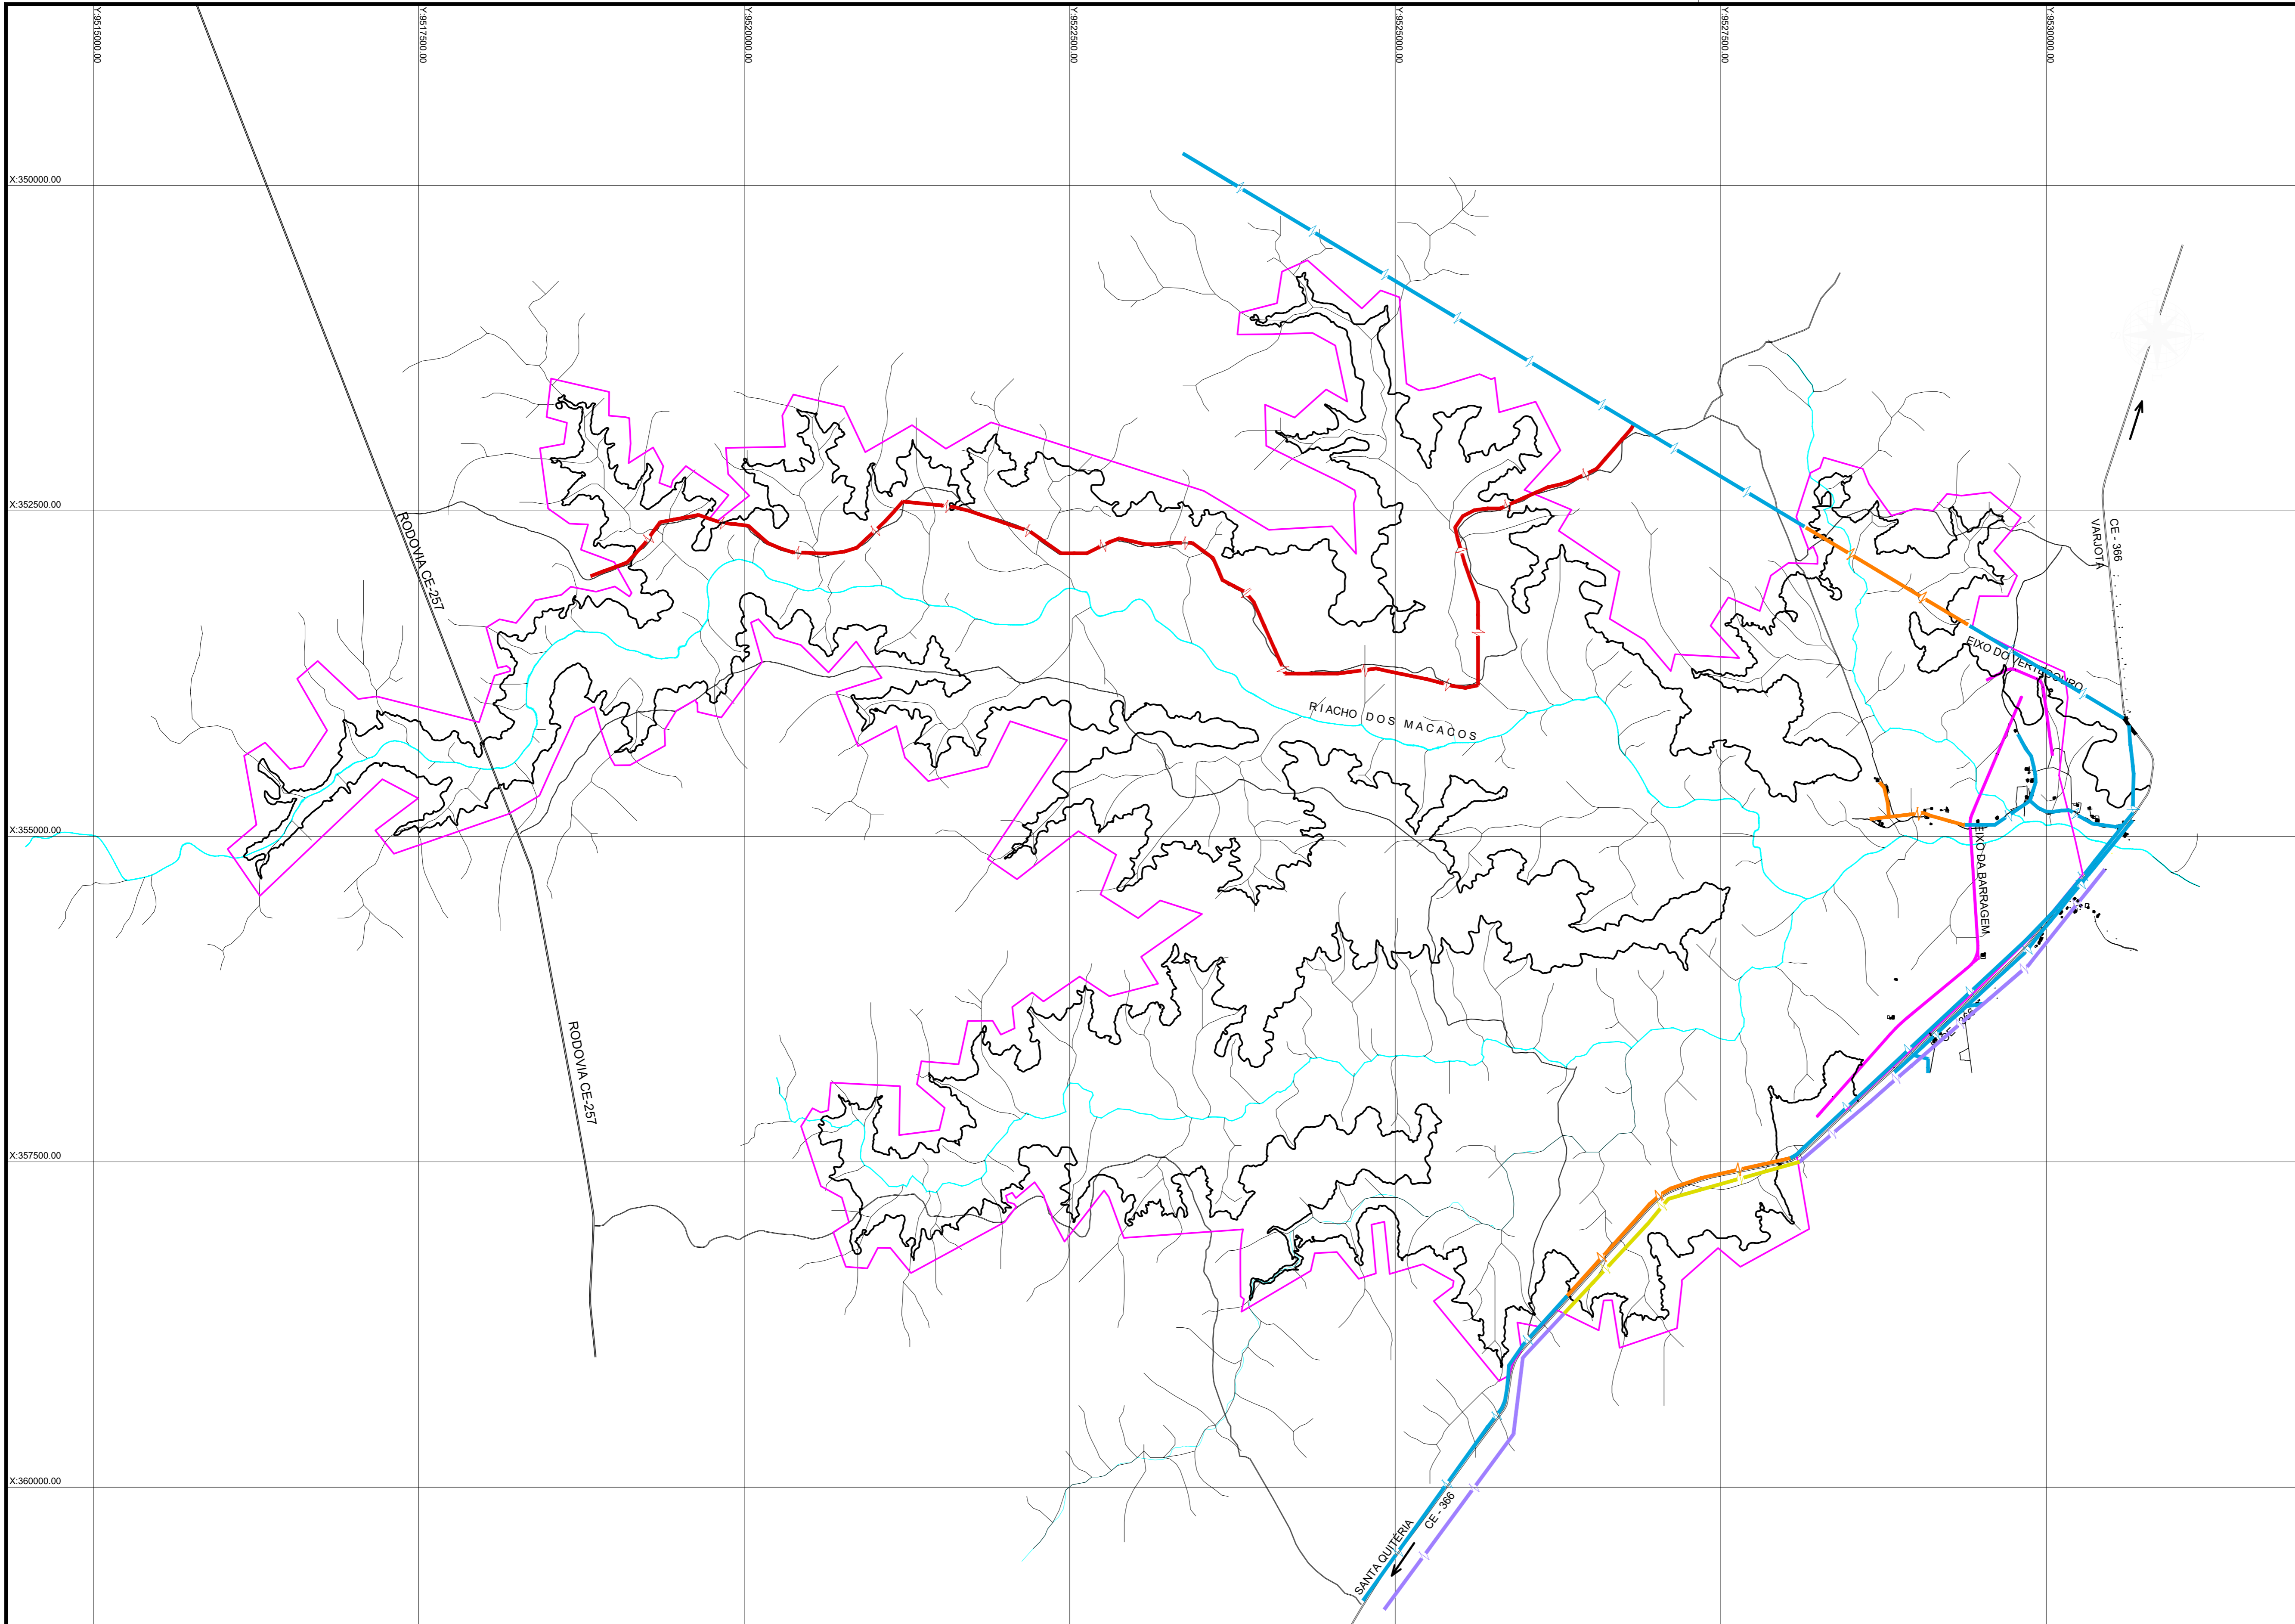 Y:9515000.00
Y:9517500.00
Y:9520000.00
Y:9522500.00
Y:9525000.00
Y:9527500.00
Y:9530000.00
X:350000.00
X:352500.00
X:355000.00
X:357500.00
X:360000.00
RODOVIA CE-257
RODOVIA CE-257
RIACHO DOS MACACOS
CE - 366
VARJOTA
EIXO DO VERTEDOURO
EIXO DA BARRAGEM
CE - 366
SANTA QUITÉRIA
CE - 366